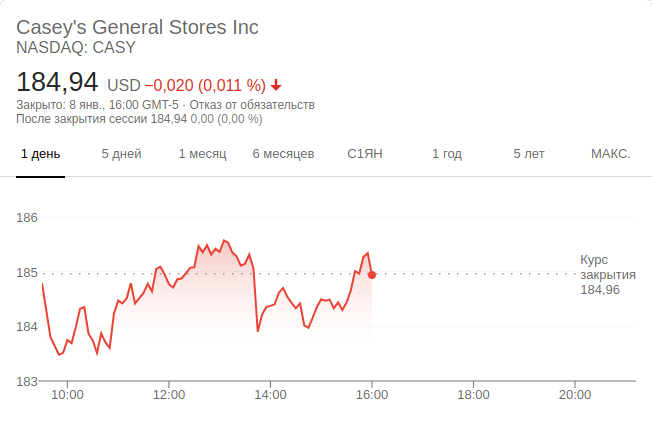 Casey's General Stores Inc
NASDAQ: CASY
184,94 USD −0,020 (0,011 %)
Закрыто: 8 янв., 16:00 GMT-5 · Отказ от обязательств
После закрытия сессии 184,94 0,00 (0,00 %)
1 день 5 дней 1 месяц 6 месяцев С1ЯН 1 год 5 лет МАКС.
186
185
184
183
Курс
закрытия
184,96
10:00 12:00 14:00 16:00 18:00 20:00